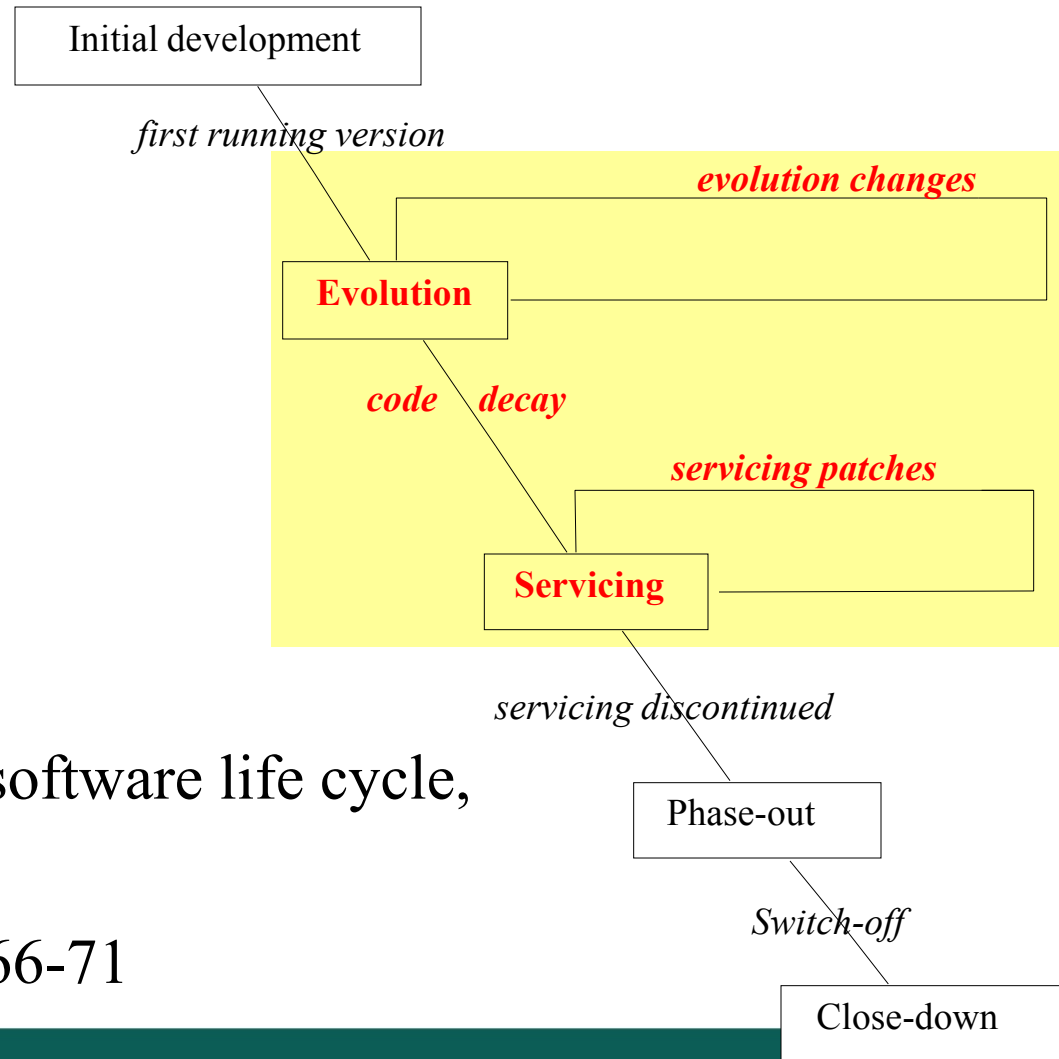 Initial development
first running version
evolution changes
Evolution
code decay
servicing patches
Servicing
servicing discontinued
software life cycle,
Phase-out
Switch-off
66-71
Close-down